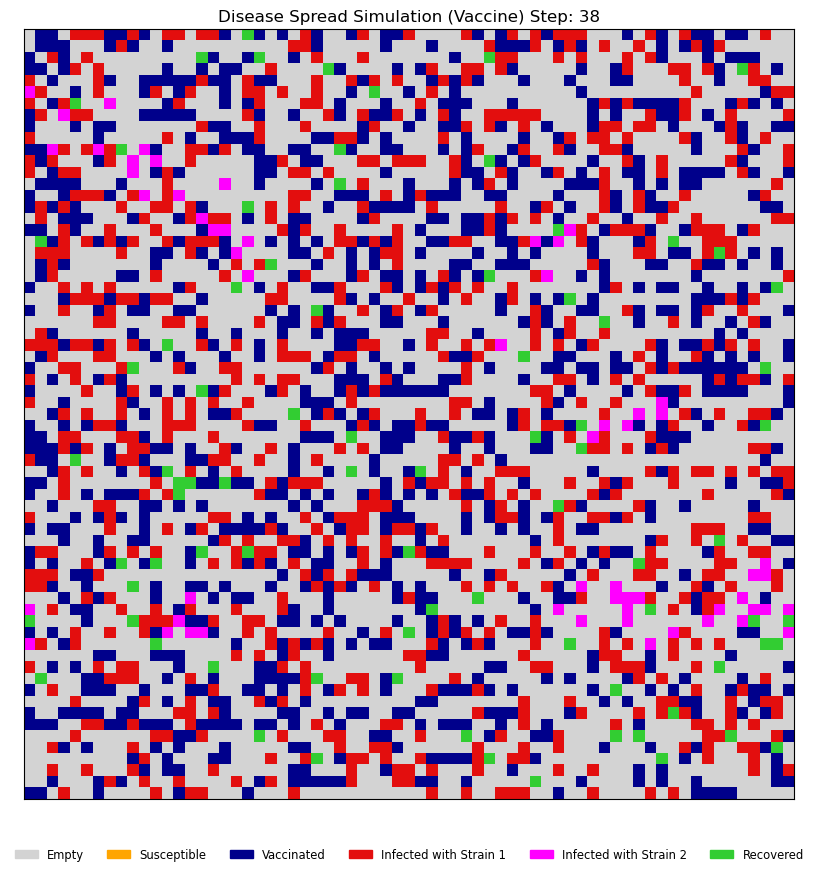 Disease Spread Simulation (Vaccine) Step: 38
Empty Susceptible Vaccinated Infected with Strain 1 Infected with Strain 2 Recovered